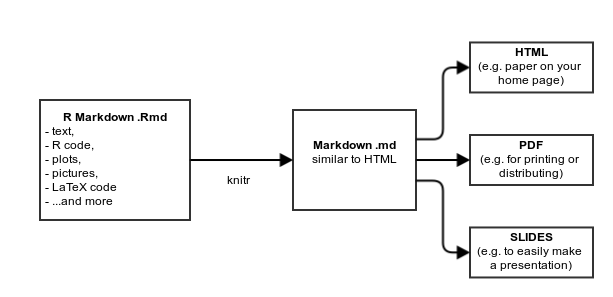 R Markdown .Rmd
- text,
- R code,
- plots,
- pictures,
- LaTeX code
- ...and more
knitr
Markdown .md
similar to HTML
HTML
(e.g. paper on your
home page)
PDF
(e.g. for printing or
distributing)
SLIDES
(e.g. to easily make
a presentation)